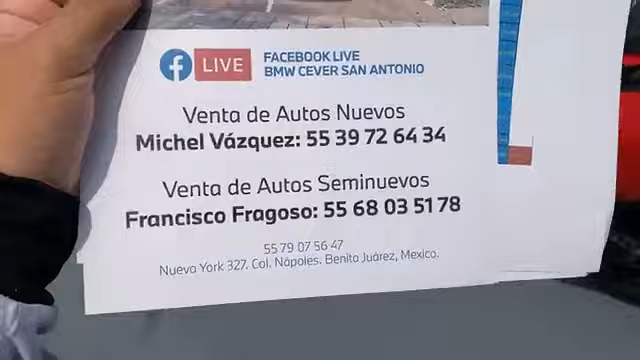 LIVE
FACEBOOK LIVE
BMW CEVER SAN ANTONIO
Venta de Autos Nuevos
Michel Vázquez: 55 39 72 64 34
Venta de Autos Seminuevos
Francisco Fragoso: 55 68 03 51 78
55 79 07 56 47
Nueva York 327. Col. Nápoles. Benito Juárez, Mexico.